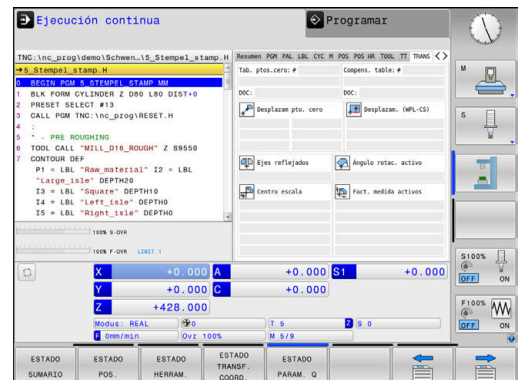 Ejecución continua
Programar
TNC:\nc_prog\demo\Schwen...\5_Stempel_stamp.H
→5_Stempel_stamp.H
0 BEGIN PGM 5_STEMPEL_STAMP MM
1 BLK FORM CYLINDER Z D80 L80 DIST+0
2 PRESET SELECT #13
3 CALL PGM TNC:\nc_prog\RESET.H
4 ;
5 * - PRE ROUGHING
6 TOOL CALL "MILL_D16_ROUGH" Z S9550
7 CONTOUR DEF
P1 = LBL "Raw_material" I2 = LBL
"Large_isle" DEPTH20
I3 = LBL "Square" DEPTH10
I4 = LBL "Left_isle" DEPTH0
I5 = LBL "Right_isle" DEPTH0
100% S-OVR
100% F-OVR LIMIT 1
Resumen PGM PAL LBL CYC M POS POS HR TOOL TT TRANS
Tab. ptos.cero: #
Compens. table: #
DOC:
DOC:
Desplazam pto. cero
Desplazam. (WPL-CS)
Ejes reflejados
Ángulo rotac. activo
Centro escala
Fact. medida activos
X +0.000 A +0.000 S1 +0.000
Y +0.000 C +0.000
Z +428.000
Modus: REAL 0 T 5 Z S 0
F 0mm/min Ovr 100% M 5/9
M
S
S100%
OFF ON
F100%
OFF ON
ESTADO SUMARIO
ESTADO POS.
ESTADO HERRAM.
ESTADO TRANSF. COORD.
ESTADO PARAM. Q